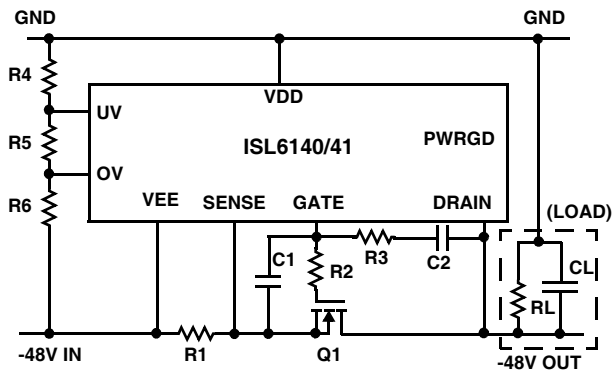 GND
GND
R4
VDD
UV
R5
ISL6140/41
PWRGD
OV
R6
VEE
SENSE
GATE
DRAIN
(LOAD)
C1
R2
R3
C2
CL
RL
-48V IN
R1
Q1
-48V OUT